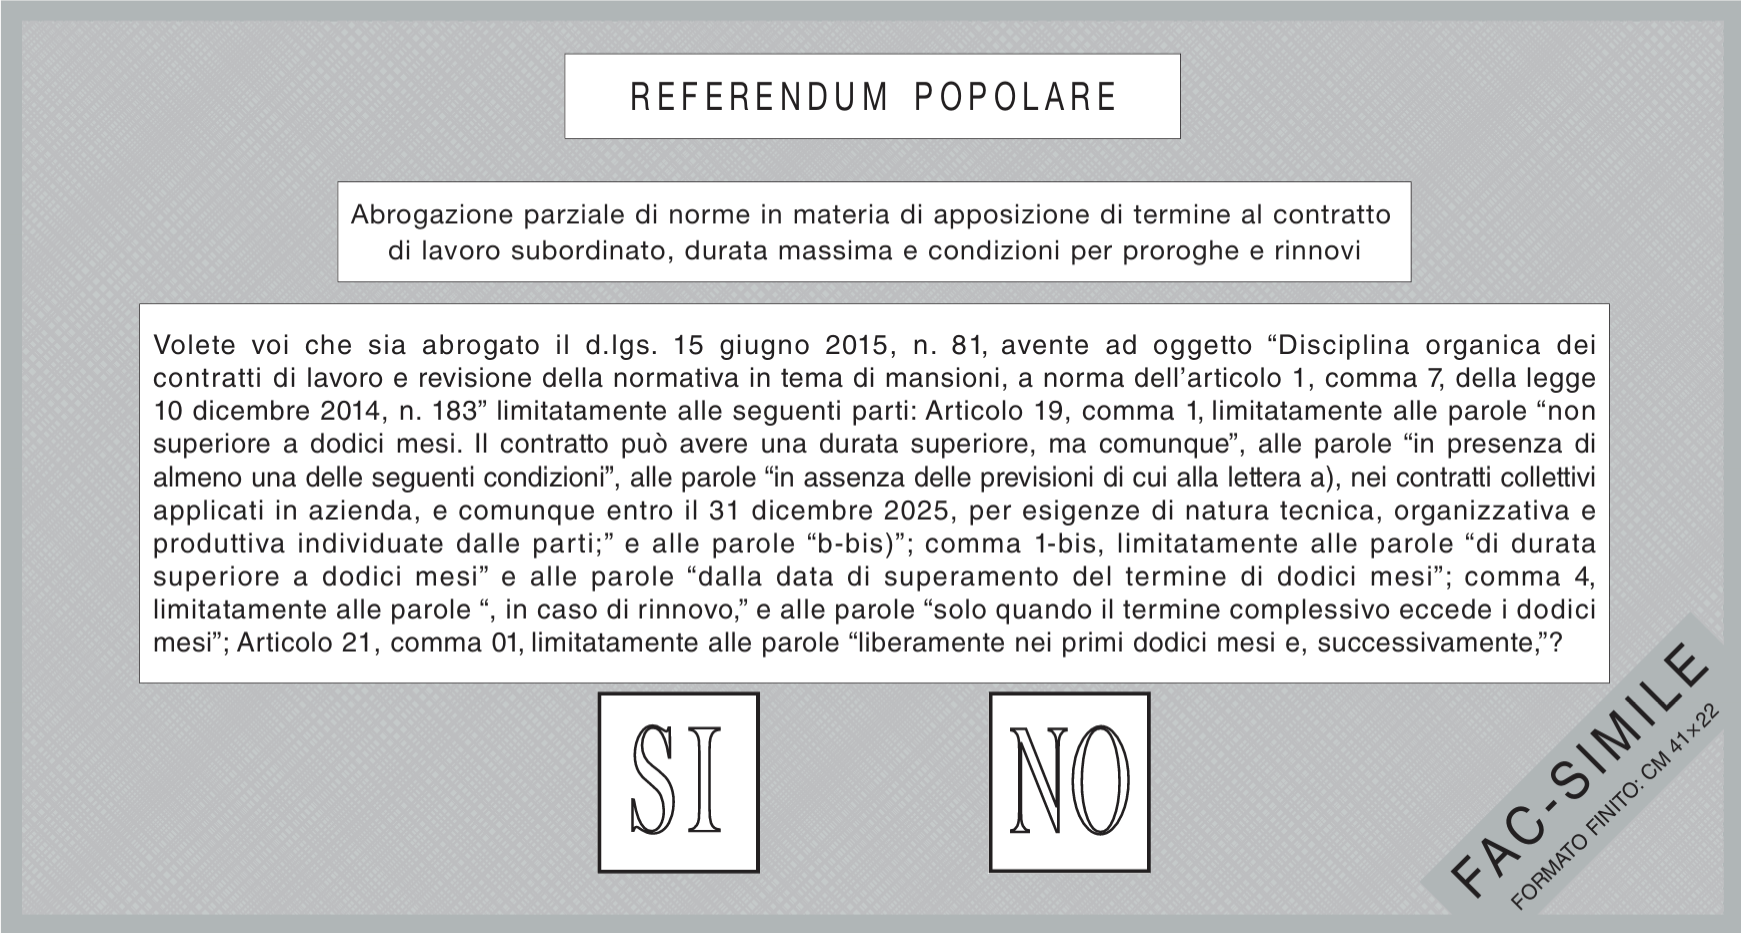 REFERENDUM POPOLARE
Abrogazione parziale di norme in materia di apposizione di termine al contratto
di lavoro subordinato, durata massima e condizioni per proroghe e rinnovi
Volete voi che sia abrogato il d.lgs. 15 giugno 2015, n. 81, avente ad oggetto “Disciplina organica dei
contratti di lavoro e revisione della normativa in tema di mansioni, a norma dell’articolo 1, comma 7, della legge
10 dicembre 2014, n. 183” limitatamente alle seguenti parti: Articolo 19, comma 1, limitatamente alle parole “non
superiore a dodici mesi. Il contratto può avere una durata superiore, ma comunque”, alle parole “in presenza di
almeno una delle seguenti condizioni”, alle parole “in assenza delle previsioni di cui alla lettera a), nei contratti collettivi
applicati in azienda, e comunque entro il 31 dicembre 2025, per esigenze di natura tecnica, organizzativa e
produttiva individuate dalle parti;” e alle parole “b-bis)”; comma 1-bis, limitatamente alle parole “di durata
superiore a dodici mesi” e alle parole “dalla data di superamento del termine di dodici mesi”; comma 4,
limitatamente alle parole “, in caso di rinnovo,” e alle parole “solo quando il termine complessivo eccede i dodici
mesi”; Articolo 21, comma 01, limitatamente alle parole “liberamente nei primi dodici mesi e, successivamente,”?
SI
NO
FAC-SIMILE
FORMATO FINITO: CM 41×22